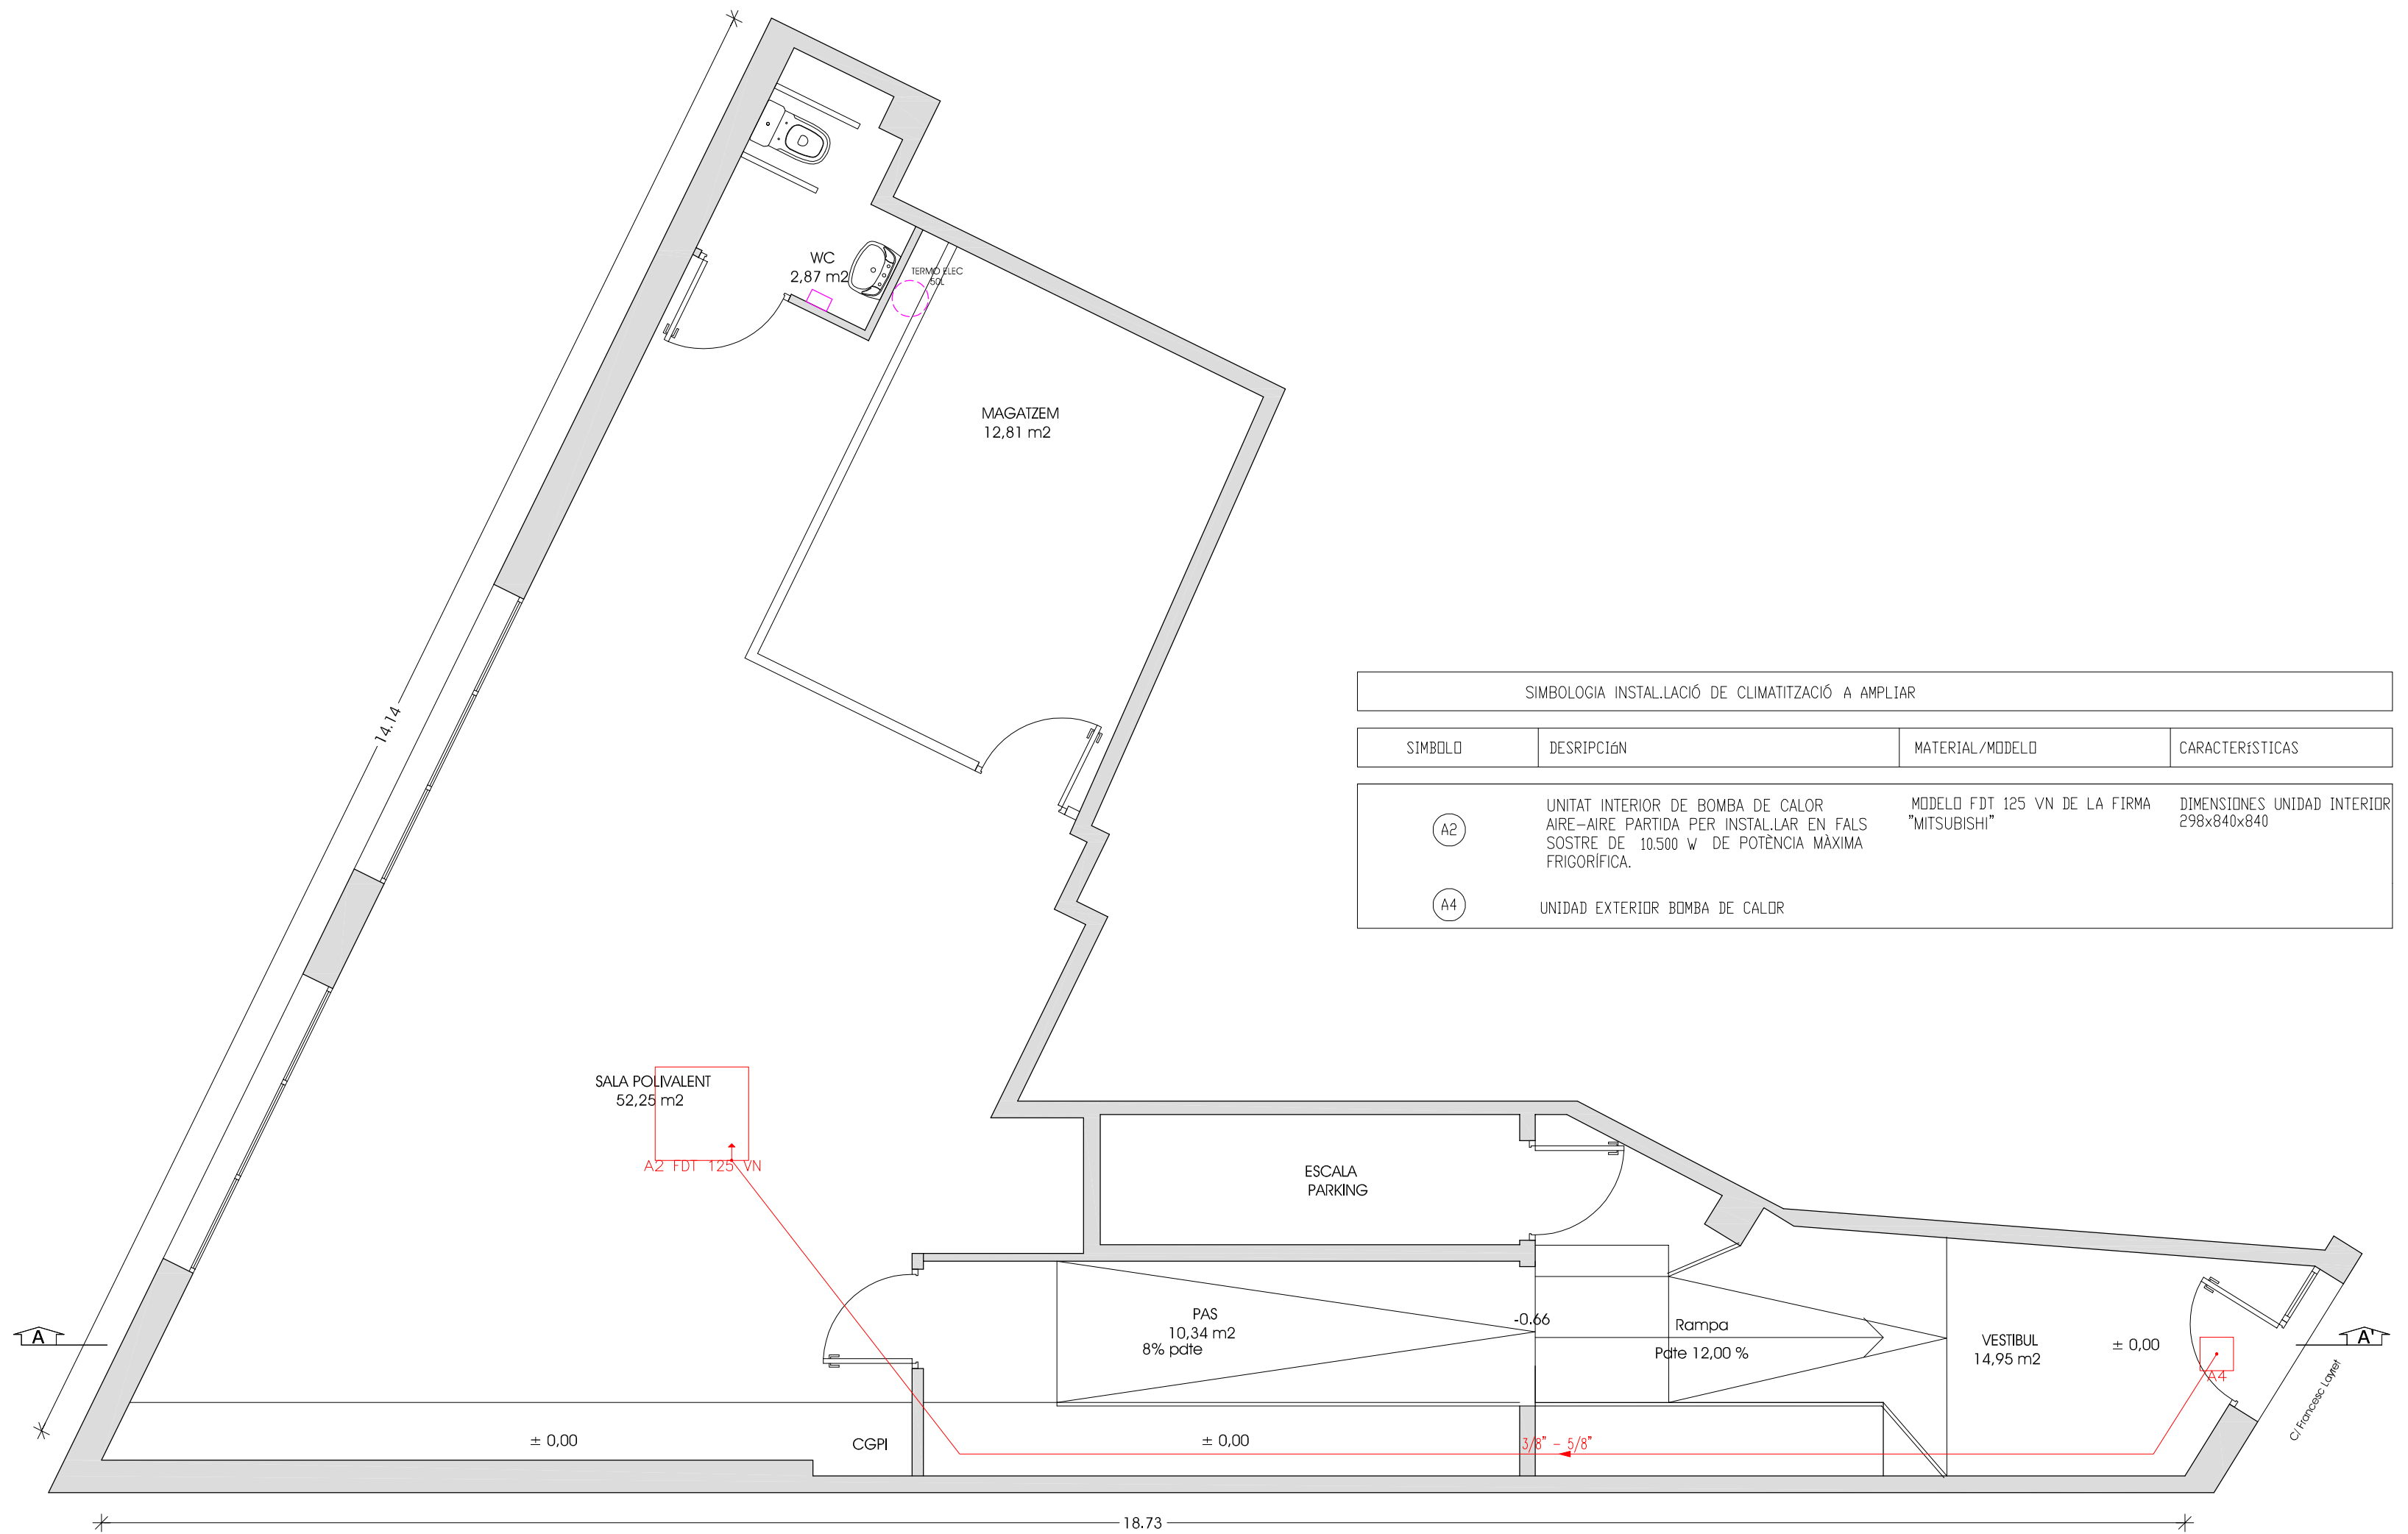 WC
2,87 m2
TERMO ELEC
50L
MAGATZEM
12,81 m2
14.14
SIMBOLOGIA INSTAL.LACIÓ DE CLIMATITZACIÓ A AMPLIAR
SIMBOLO
DESRIPCIóN
MATERIAL/MODELO
CARACTERíSTICAS
A2
UNITAT INTERIOR DE BOMBA DE CALOR
AIRE-AIRE PARTIDA PER INSTAL.LAR EN FALS
SOSTRE DE 10.500 W DE POTÈNCIA MÀXIMA
FRIGORÍFICA.
MODELO FDT 125 VN DE LA FIRMA
"MITSUBISHI"
DIMENSIONES UNIDAD INTERIOR
298x840x840
A4
UNIDAD EXTERIOR BOMBA DE CALOR
SALA POLIVALENT
52,25 m2
A2 FDT 125 VN
ESCALA
PARKING
PAS
10,34 m2
8% pdte
-0.66
Rampa
Pdte 12,00 %
VESTIBUL
14,95 m2
± 0,00
A4
A
A'
C/ Francesc Layret
± 0,00
CGPI
± 0,00
3/8" - 5/8"
18.73